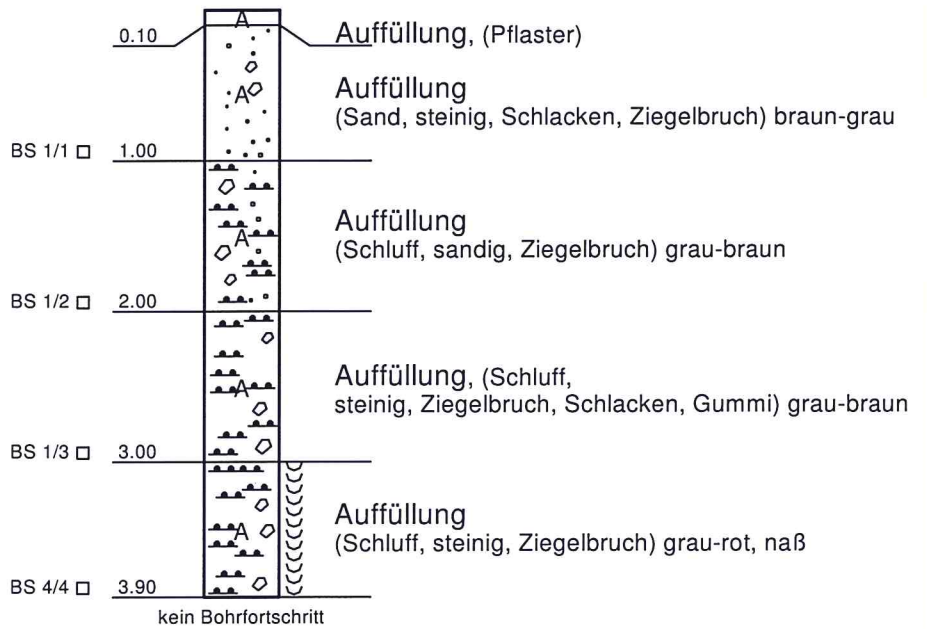 A
0.10
Auffüllung, (Pflaster)
A
Auffüllung
(Sand, steinig, Schlacken, Ziegelbruch) braun-grau
BS 1/1
1.00
A
Auffüllung
(Schluff, sandig, Ziegelbruch) grau-braun
BS 1/2
2.00
A
Auffüllung, (Schluff,
steinig, Ziegelbruch, Schlacken, Gummi) grau-braun
BS 1/3
3.00
A
Auffüllung
(Schluff, steinig, Ziegelbruch) grau-rot, naß
BS 4/4
3.90
kein Bohrfortschritt